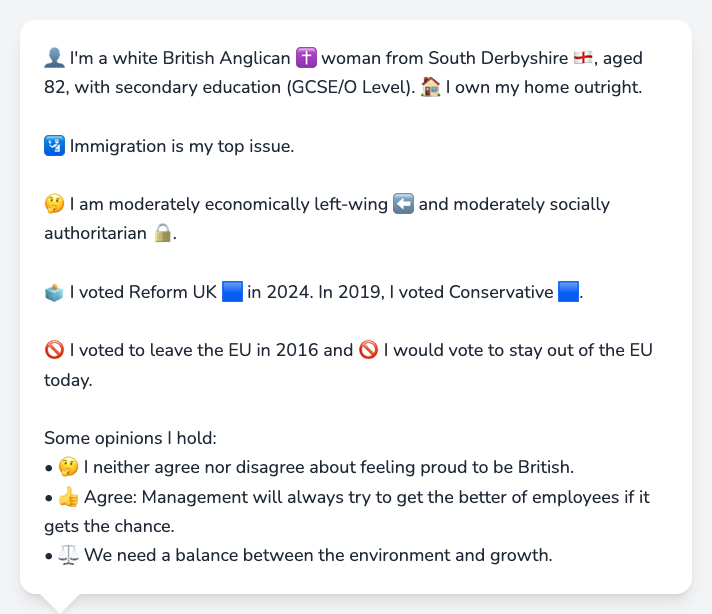 👤 I'm a white British Anglican ✝️ woman from South Derbyshire 🏴󠁧󠁢󠁥󠁮󠁧󠁿, aged
82, with secondary education (GCSE/O Level). 🏠 I own my home outright.
🛂 Immigration is my top issue.
🤔 I am moderately economically left-wing ⬅️ and moderately socially
authoritarian 🔒.
🗳️ I voted Reform UK 🟦 in 2024. In 2019, I voted Conservative 🟦.
🚫 I voted to leave the EU in 2016 and 🚫 I would vote to stay out of the EU
today.
Some opinions I hold:
• 🤔 I neither agree nor disagree about feeling proud to be British.
• 👍 Agree: Management will always try to get the better of employees if it
gets the chance.
• ⚖️ We need a balance between the environment and growth.